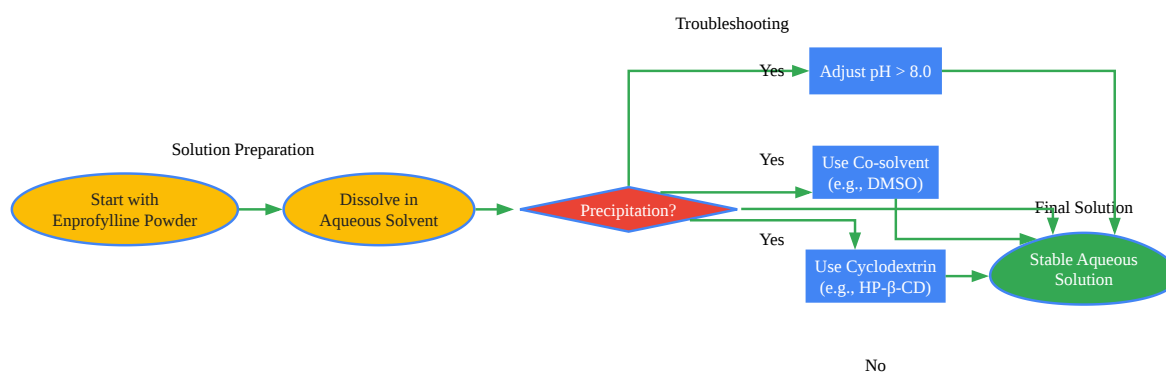 Troubleshooting
Yes
Adjust pH > 8.0
Solution Preparation
Start with
Enprofylline Powder
Dissolve in
Aqueous Solvent
Precipitation?
Yes
Use Co-solvent
(e.g., DMSO)
Yes
Use Cyclodextrin
(e.g., HP-β-CD)
Final Solution
Stable Aqueous
Solution
No